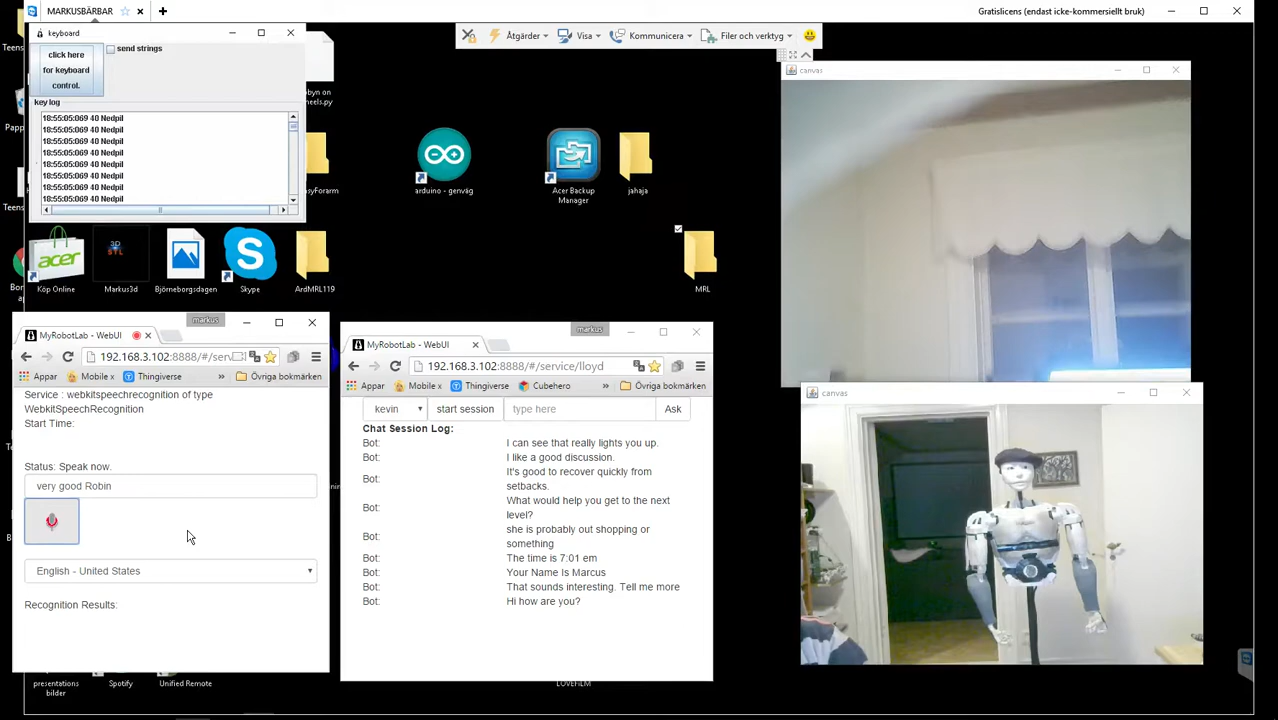 MARKUSBÄRBAR
Gratislicens (endast icke-kommersiellt bruk)
Åtgärder
Visa
Kommunicera
Filer och verktyg
keyboard
click here
for keyboard
control.
send strings
key log
18:55:05:069 40 Nedpil
18:55:05:069 40 Nedpil
18:55:05:069 40 Nedpil
18:55:05:069 40 Nedpil
18:55:05:069 40 Nedpil
18:55:05:069 40 Nedpil
18:55:05:069 40 Nedpil
18:55:05:069 40 Nedpil
canvas
arduino - genväg
Acer Backup
Manager
jahaja
acer
3D
STL
Köp Online
Markus3d
Björneborgsdagen
Skype
ArdMRL119
MRL
markus
MyRobotLab - WebUI
192.168.3.102:8888/#/serv
Appar
Mobile x
Thingiverse
»
Övriga bokmärken
Service : webkitspeechrecognition of type
WebkitSpeechRecognition
Start Time:
Status: Speak now.
very good Robin
English - United States
Recognition Results:
markus
MyRobotLab - WebUI
192.168.3.102:8888/#/service/lloyd
Appar
Mobile x
Thingiverse
Cubehero
»
Övriga bokmärken
kevin
start session
type here
Ask
Chat Session Log:
Bot: I can see that really lights you up.
Bot: I like a good discussion.
Bot: It's good to recover quickly from
setbacks.
Bot: What would help you get to the next
level?
Bot: she is probably out shopping or
something
Bot: The time is 7:01 em
Bot: Your Name Is Marcus
Bot: That sounds interesting. Tell me more
Bot: Hi how are you?
canvas
presentations
bilder
Spotify
Unified Remote
LOVEFiLM